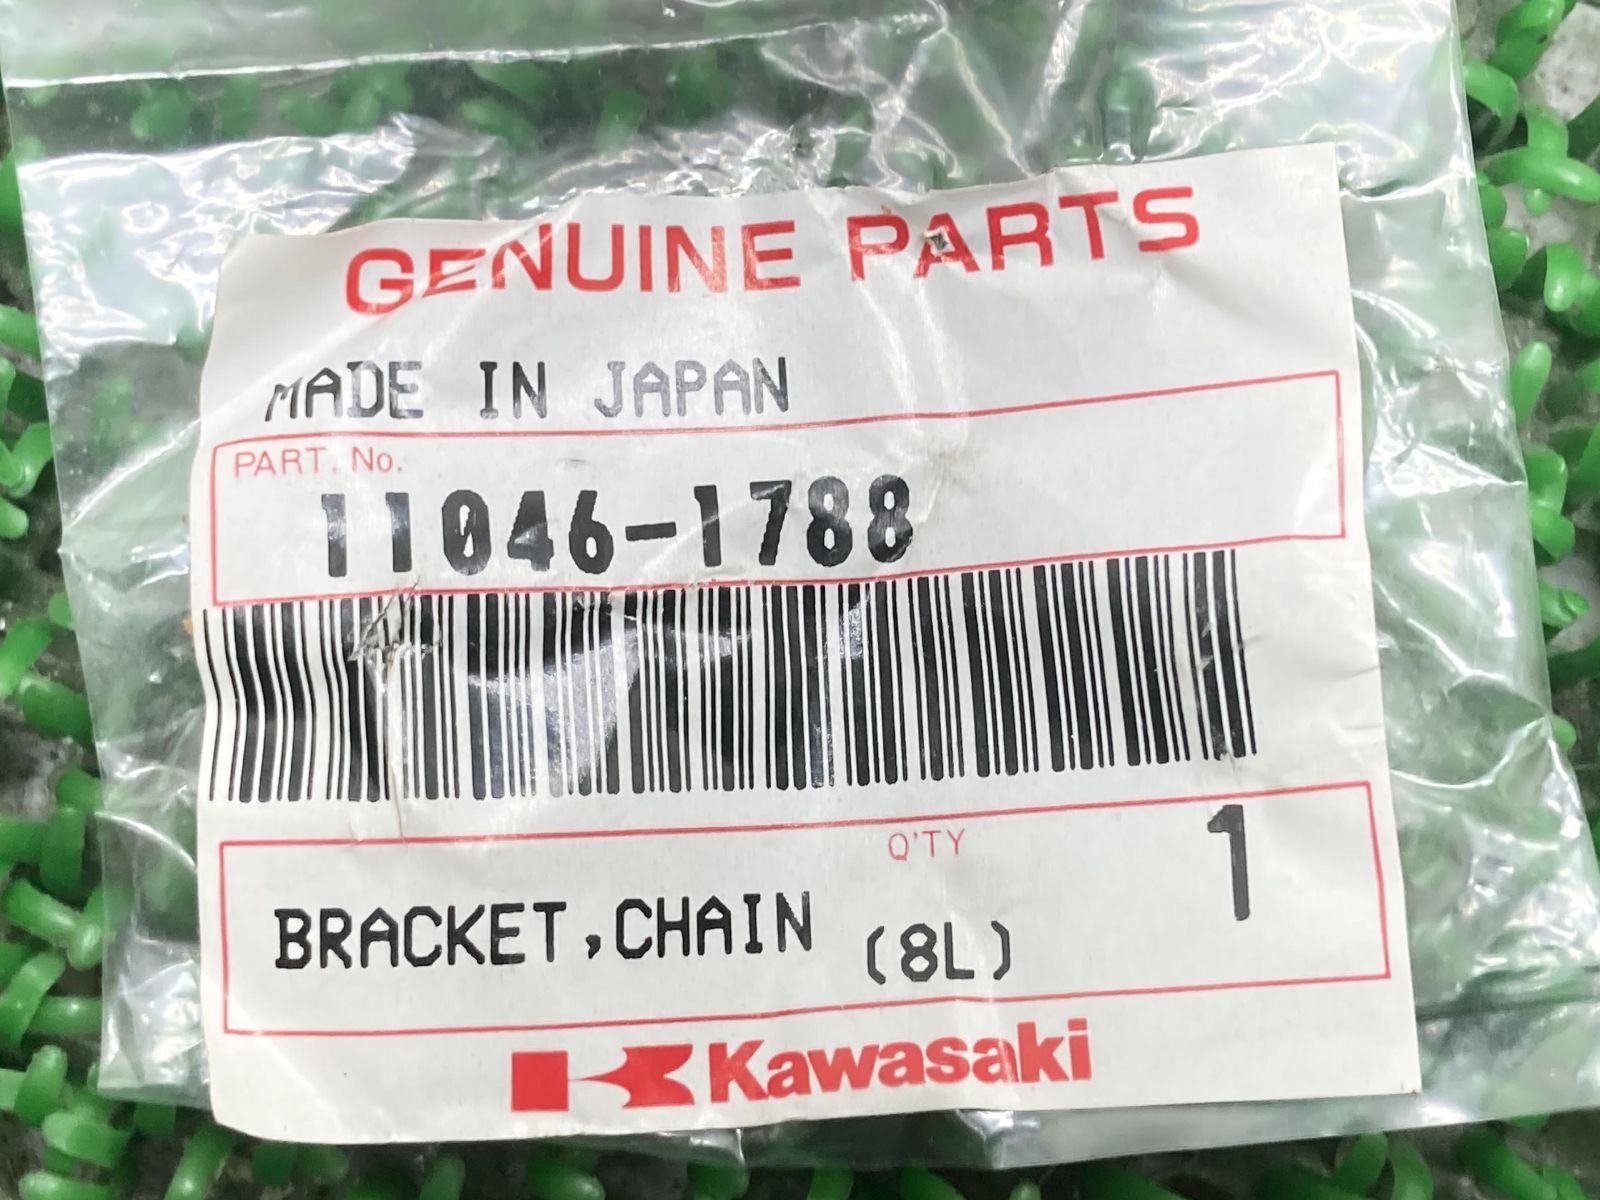 GENUINE PARTS
MADE IN JAPAN
PART. No.
11046-1788
Q'TY 1
BRACKET,CHAIN (8L)
Kawasaki